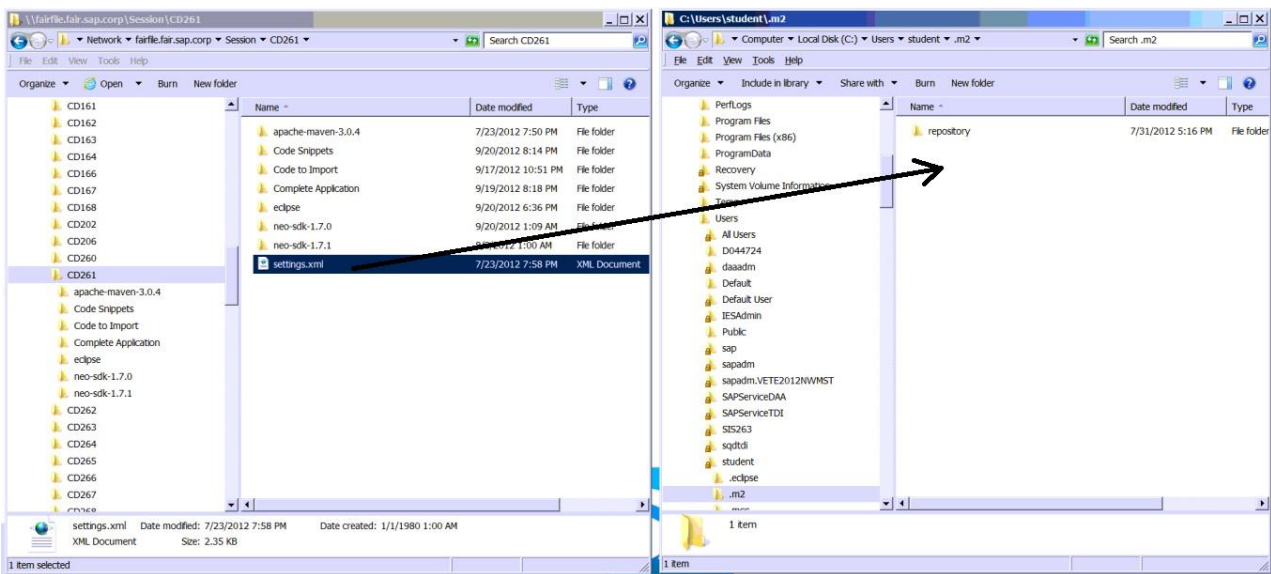 \\fairfile.fair.sap.corp\Session\CD261
Network ▾ fairfile.fair.sap.corp ▾ Session ▾ CD261 ▾
Search CD261
File Edit View Tools Help
Organize ▾ Open ▾ Burn New folder
CD161
CD162
CD163
CD164
CD166
CD167
CD168
CD202
CD206
CD260
CD261
apache-maven-3.0.4
Code Snippets
Code to Import
Complete Application
eclipse
neo-sdk-1.7.0
neo-sdk-1.7.1
CD262
CD263
CD264
CD265
CD266
CD267
CD268
Name Date modified Type
apache-maven-3.0.4 7/23/2012 7:50 PM File folder
Code Snippets 9/20/2012 8:14 PM File folder
Code to Import 9/17/2012 10:51 PM File folder
Complete Application 9/19/2012 8:18 PM File folder
eclipse 9/20/2012 6:36 PM File folder
neo-sdk-1.7.0 9/20/2012 1:09 AM File folder
neo-sdk-1.7.1 1:00 AM File folder
settings.xml 7/23/2012 7:58 PM XML Document
settings.xml Date modified: 7/23/2012 7:58 PM Date created: 1/1/1980 1:00 AM
XML Document Size: 2.35 KB
1 item selected
C:\Users\student\.m2
Computer ▾ Local Disk (C:) ▾ Users ▾ student ▾ .m2 ▾
Search .m2
File Edit View Tools Help
Organize ▾ Include in library ▾ Share with ▾ Burn New folder
PerfLogs
Program Files
Program Files (x86)
ProgramData
Recovery
System Volume Information
Users
All Users
D044724
daaadm
Default
Default User
IESAdmin
Public
sap
sapadm
sapadm.VETE2012NWMST
SAPServiceDAA
SAPServiceTDI
SIS263
sqdtdi
student
.eclipse
.m2
Name Date modified Type
repository 7/31/2012 5:16 PM File folder
1 item
1 item